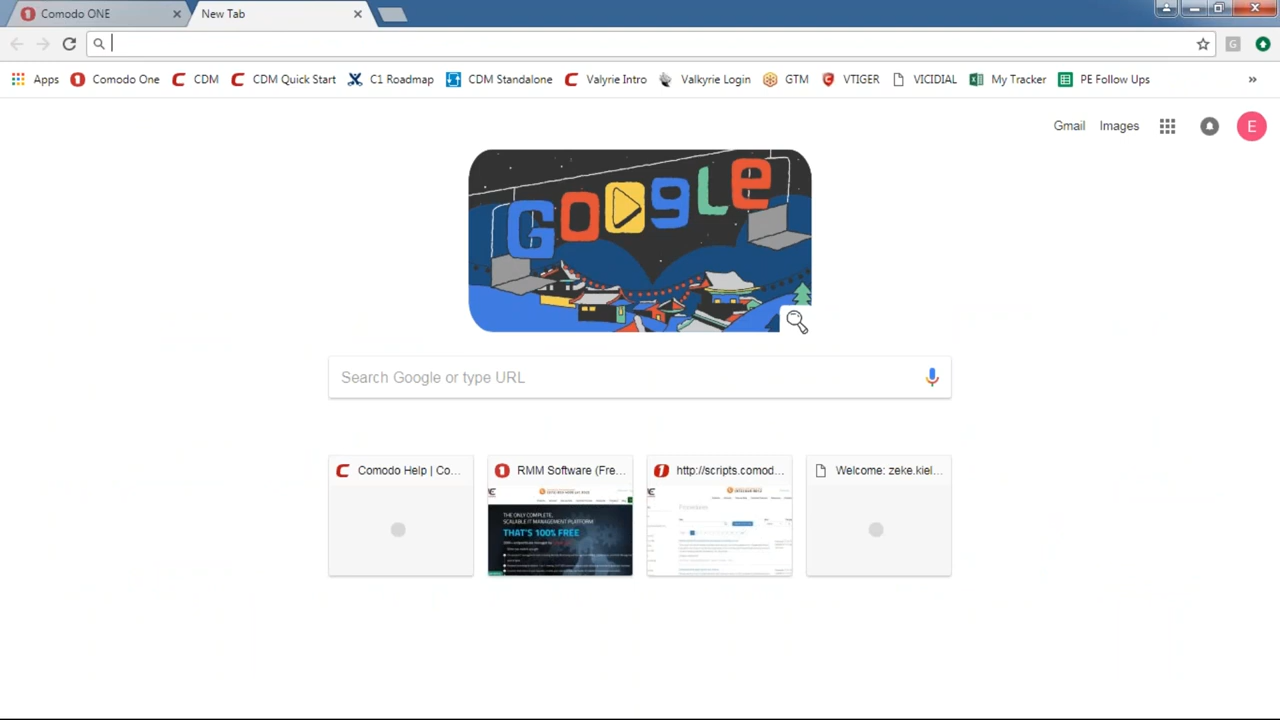 Comodo ONE
New Tab
Apps Comodo One CDM CDM Quick Start C1 Roadmap CDM Standalone Valyrie Intro Valkyrie Login GTM VTIGER VICIDIAL My Tracker PE Follow Ups »
Gmail Images E
Google
Search Google or type URL
Comodo Help | Co...
RMM Software (Fre...
http://scripts.comod...
Welcome: zeke.kiel...
THE ONLY COMPLETE,
SCALABLE IT MANAGEMENT PLATFORM
THAT'S 100% FREE
Procedures